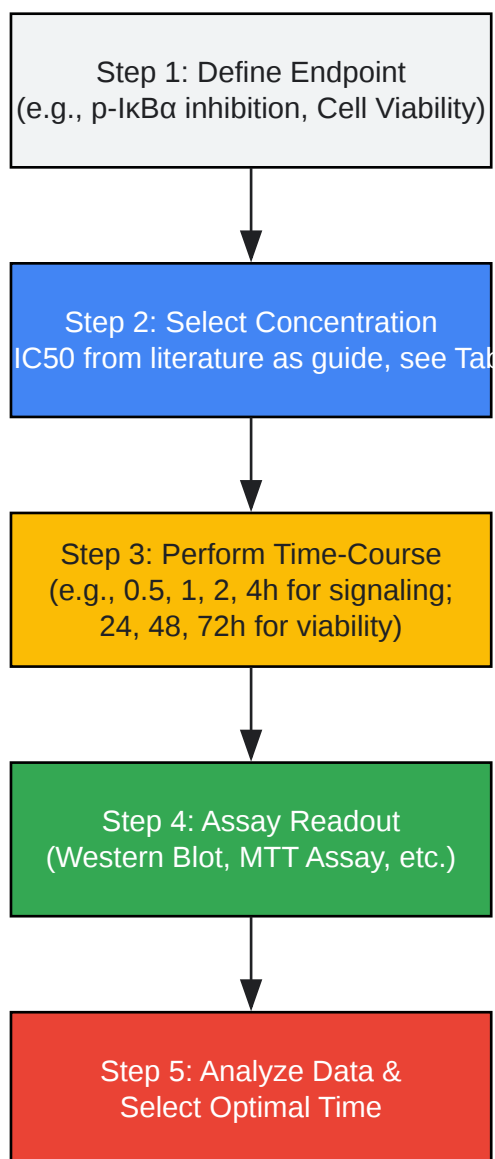 Step 1: Define Endpoint
(e.g., p-IκBα inhibition, Cell Viability)
Step 2: Select Concentration
IC50 from literature as guide, see
Step 3: Perform Time-Course
(e.g., 0.5, 1, 2, 4h for signaling;
24, 48, 72h for viability)
Step 4: Assay Readout
(Western Blot, MTT Assay, etc.)
Step 5: Analyze Data &
Select Optimal Time